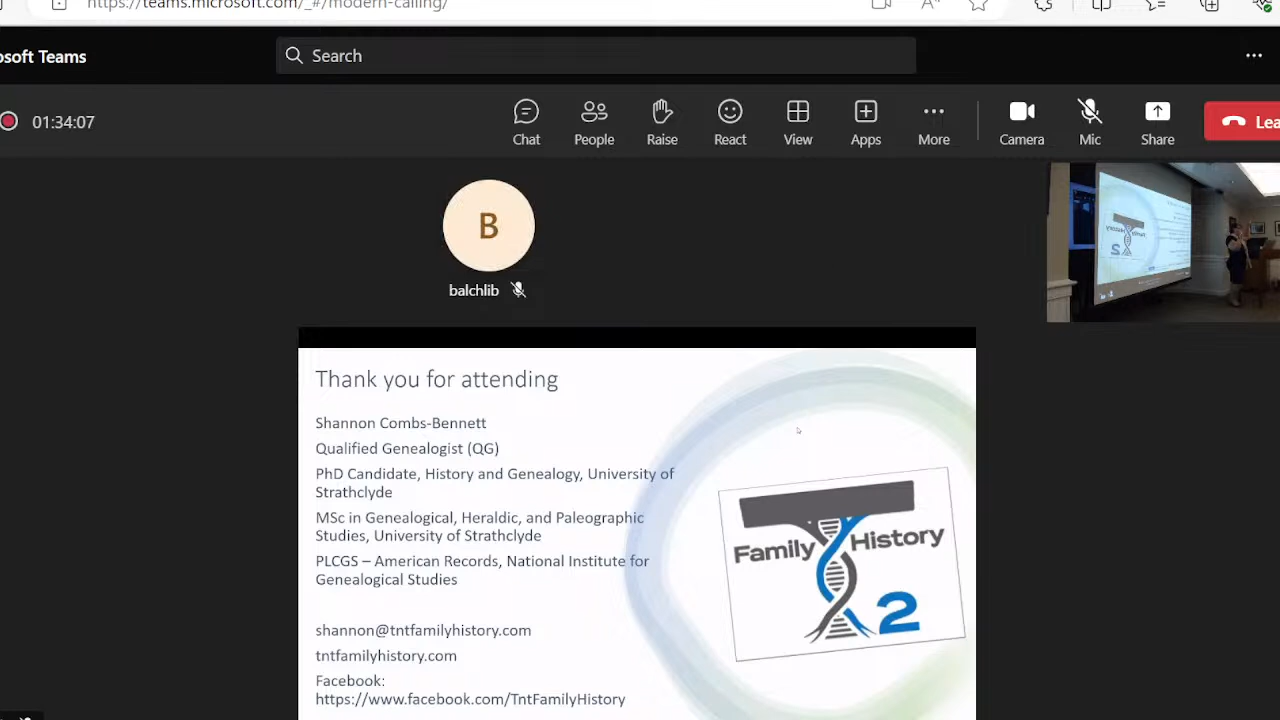 https://teams.microsoft.com/_#/modern-calling/
osoft Teams
Search
01:34:07
Chat
People
Raise
React
View
Apps
More
Camera
Mic
Share
Lea
B
balchlib
Thank you for attending
Shannon Combs-Bennett
Qualified Genealogist (QG)
PhD Candidate, History and Genealogy, University of
Strathclyde
MSc in Genealogical, Heraldic, and Paleographic
Studies, University of Strathclyde
PLCGS – American Records, National Institute for
Genealogical Studies
shannon@tntfamilyhistory.com
tntfamilyhistory.com
Facebook:
https://www.facebook.com/TntFamilyHistory
Family History
2